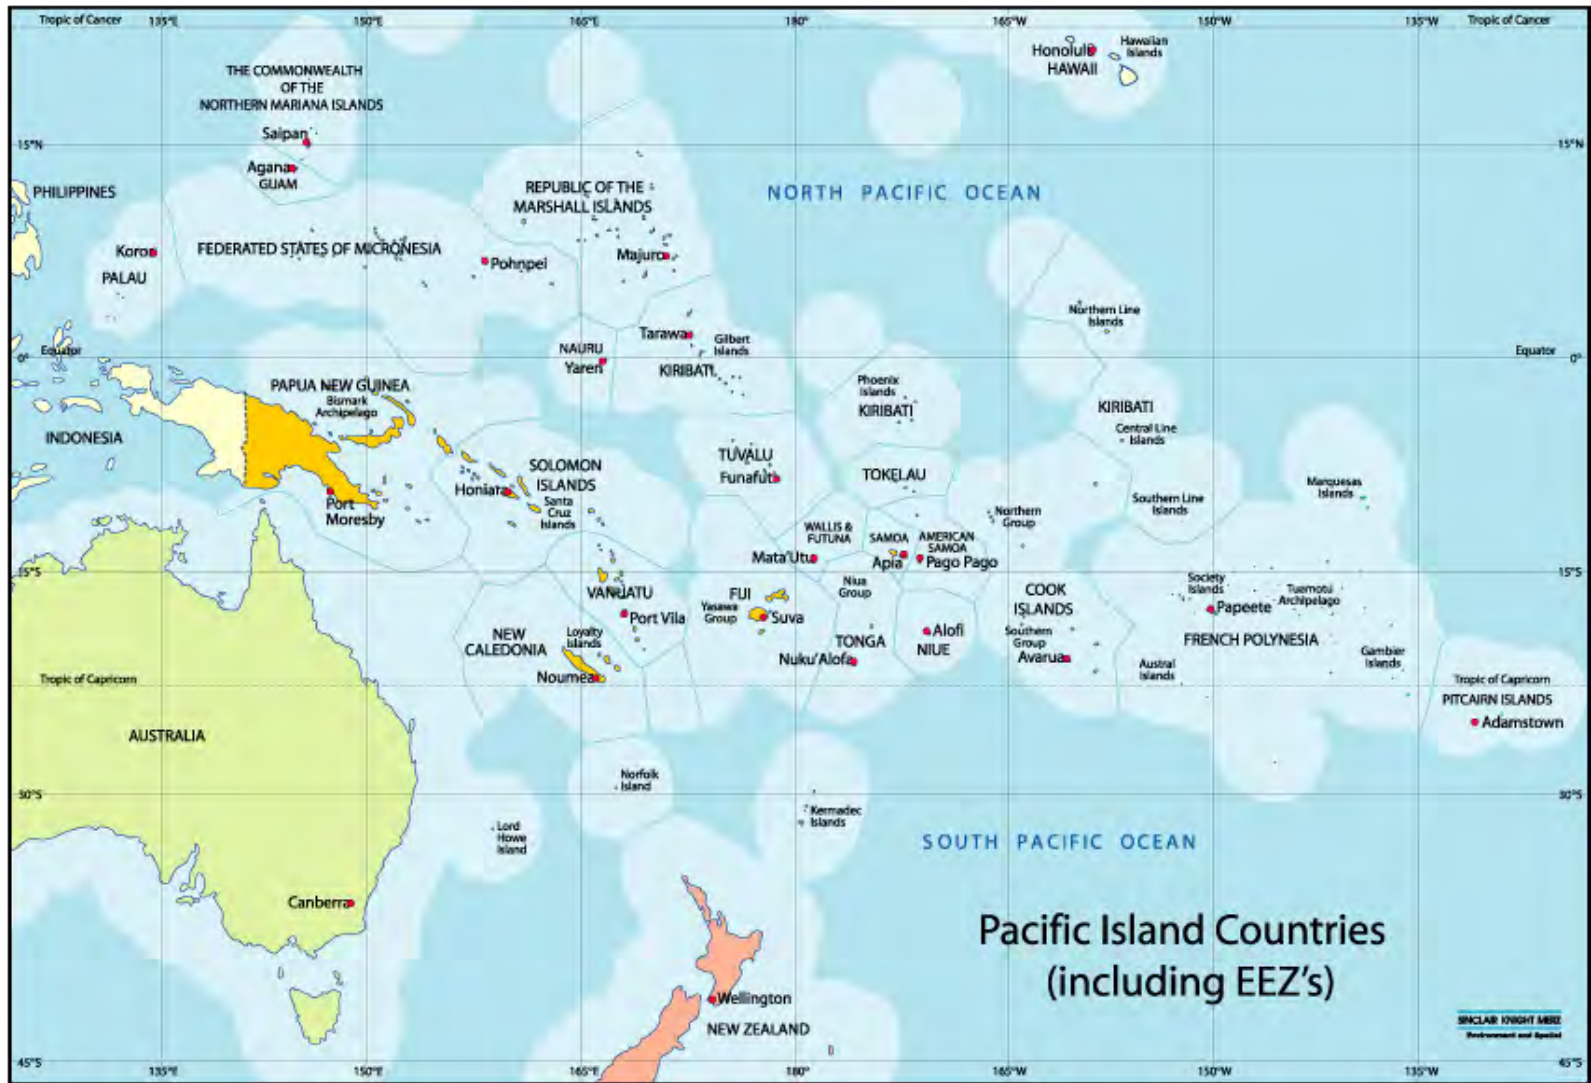 Tropic of Cancer
135°E
150°E
165°E
180°
165°W
150°W
135°W
Tropic of Cancer
Honolulu
HAWAII
Hawaiian
Islands
THE COMMONWEALTH
OF THE
NORTHERN MARIANA ISLANDS
Saipan
15°N
15°N
Agana
GUAM
PHILIPPINES
REPUBLIC OF THE
MARSHALL ISLANDS
NORTH PACIFIC OCEAN
Koror
PALAU
FEDERATED STATES OF MICRONESIA
Pohnpei
Majuro
Northern Line
Islands
Tarawa
Gilbert
Islands
KIRIBATI
NAURU
Yaren
0°
Equator
Equator
0°
PAPUA NEW GUINEA
Bismark
Archipelago
Phoenix
Islands
KIRIBATI
KIRIBATI
Central Line
Islands
INDONESIA
SOLOMON
ISLANDS
Honiara
Santa
Cruz
Islands
TUVALU
Funafuti
TOKELAU
Southern Line
Islands
Marquesas
Islands
Port
Moresby
Northern
Group
WALLIS &
FUTUNA
SAMOA
AMERICAN
SAMOA
Mata'Utu
Apia
Pago Pago
15°S
15°S
VANUATU
Port Vila
FIJI
Yasawa
Group
Suva
Niua
Group
COOK
ISLANDS
Society
Islands
Papeete
Tuemotu
Archipelago
FRENCH POLYNESIA
NEW
CALEDONIA
Loyalty
Islands
Noumea
TONGA
Nuku'Alofa
Alofi
NIUE
Southern
Group
Avarua
Austral
Islands
Gambier
Islands
Tropic of Capricorn
Tropic of Capricorn
PITCAIRN ISLANDS
Adamstown
AUSTRALIA
Norfolk
Island
Kermadec
Islands
30°S
30°S
Lord
Howe
Island
SOUTH PACIFIC OCEAN
Canberra
Pacific Island Countries
(including EEZ's)
Wellington
NEW ZEALAND
SINCLAIR KNIGHT MERZ
Environment and Spatial
45°S
45°S
135°E
150°E
165°E
180°
165°W
150°W
135°W